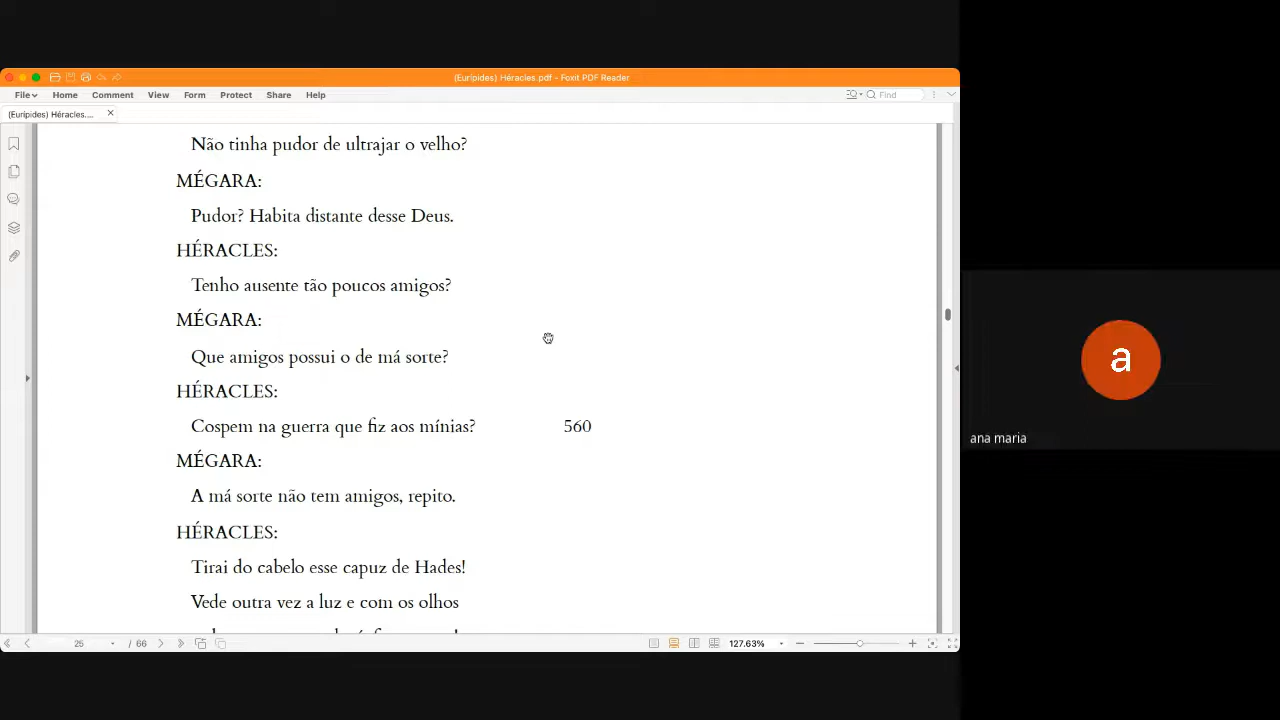 (Eurípides) Héracles.pdf - Foxit PDF Reader
File Home Comment View Form Protect Share Help
Find
(Eurípides) Héracles....
Não tinha pudor de ultrajar o velho?
MÉGARA:
Pudor? Habita distante desse Deus.
HÉRACLES:
Tenho ausente tão poucos amigos?
MÉGARA:
Que amigos possui o de má sorte?
HÉRACLES:
Cospem na guerra que fiz aos mínias? 560
MÉGARA:
A má sorte não tem amigos, repito.
HÉRACLES:
Tirai do cabelo esse capuz de Hades!
Vede outra vez a luz e com os olhos
25 / 66
127.63%
a
ana maria